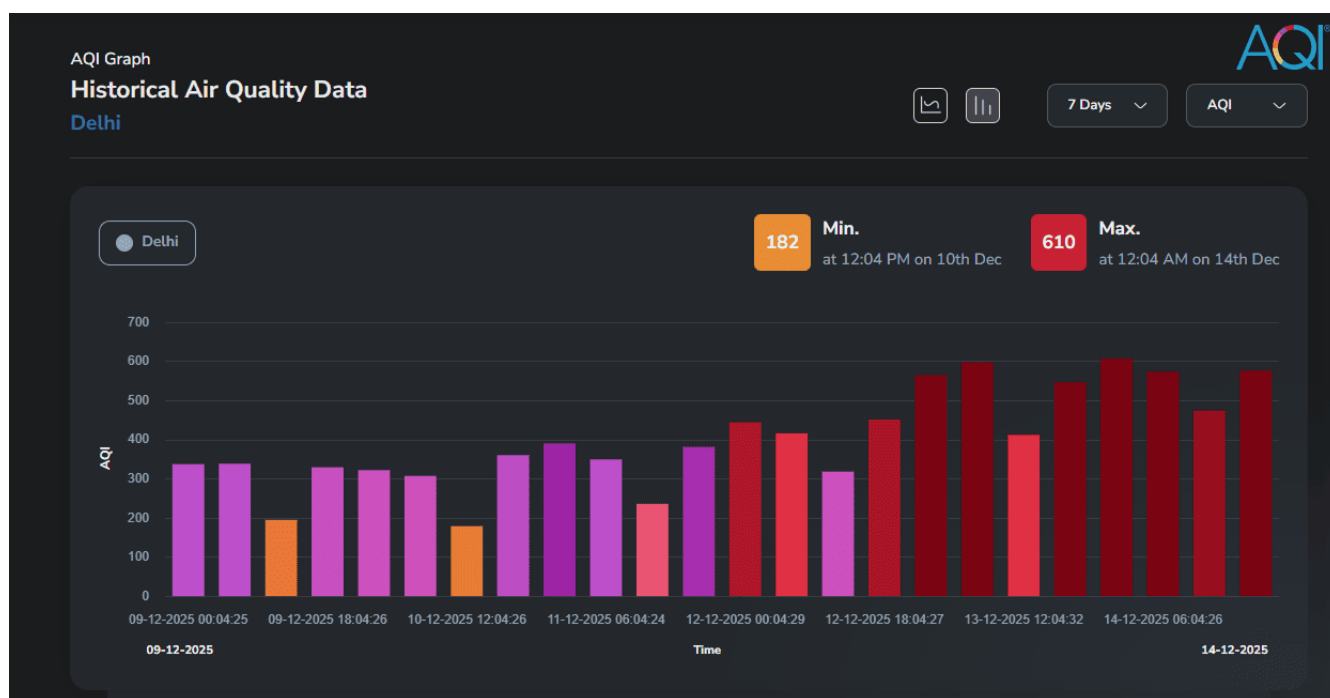 AQI
AQI Graph
Historical Air Quality Data
Delhi
7 Days
AQI
Delhi
182
Min.
at 12:04 PM on 10th Dec
610
Max.
at 12:04 AM on 14th Dec
700
600
500
400
300
200
100
0
AQI
09-12-2025 00:04:25 09-12-2025 18:04:26 10-12-2025 12:04:26 11-12-2025 06:04:24 12-12-2025 00:04:29 12-12-2025 18:04:27 13-12-2025 12:04:32 14-12-2025 06:04:26
09-12-2025 Time 14-12-2025